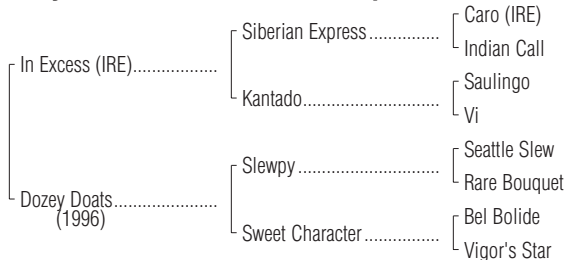 Caro (IRE)
Siberian Express...............
Indian Call
In Excess (IRE)..................
Saulingo
Kantado.............................
Vi
Seattle Slew
Slewpy ..............................
Rare Bouquet
Dozey Doats......................
(1996)
Bel Bolide
Sweet Character................
Vigor's Star